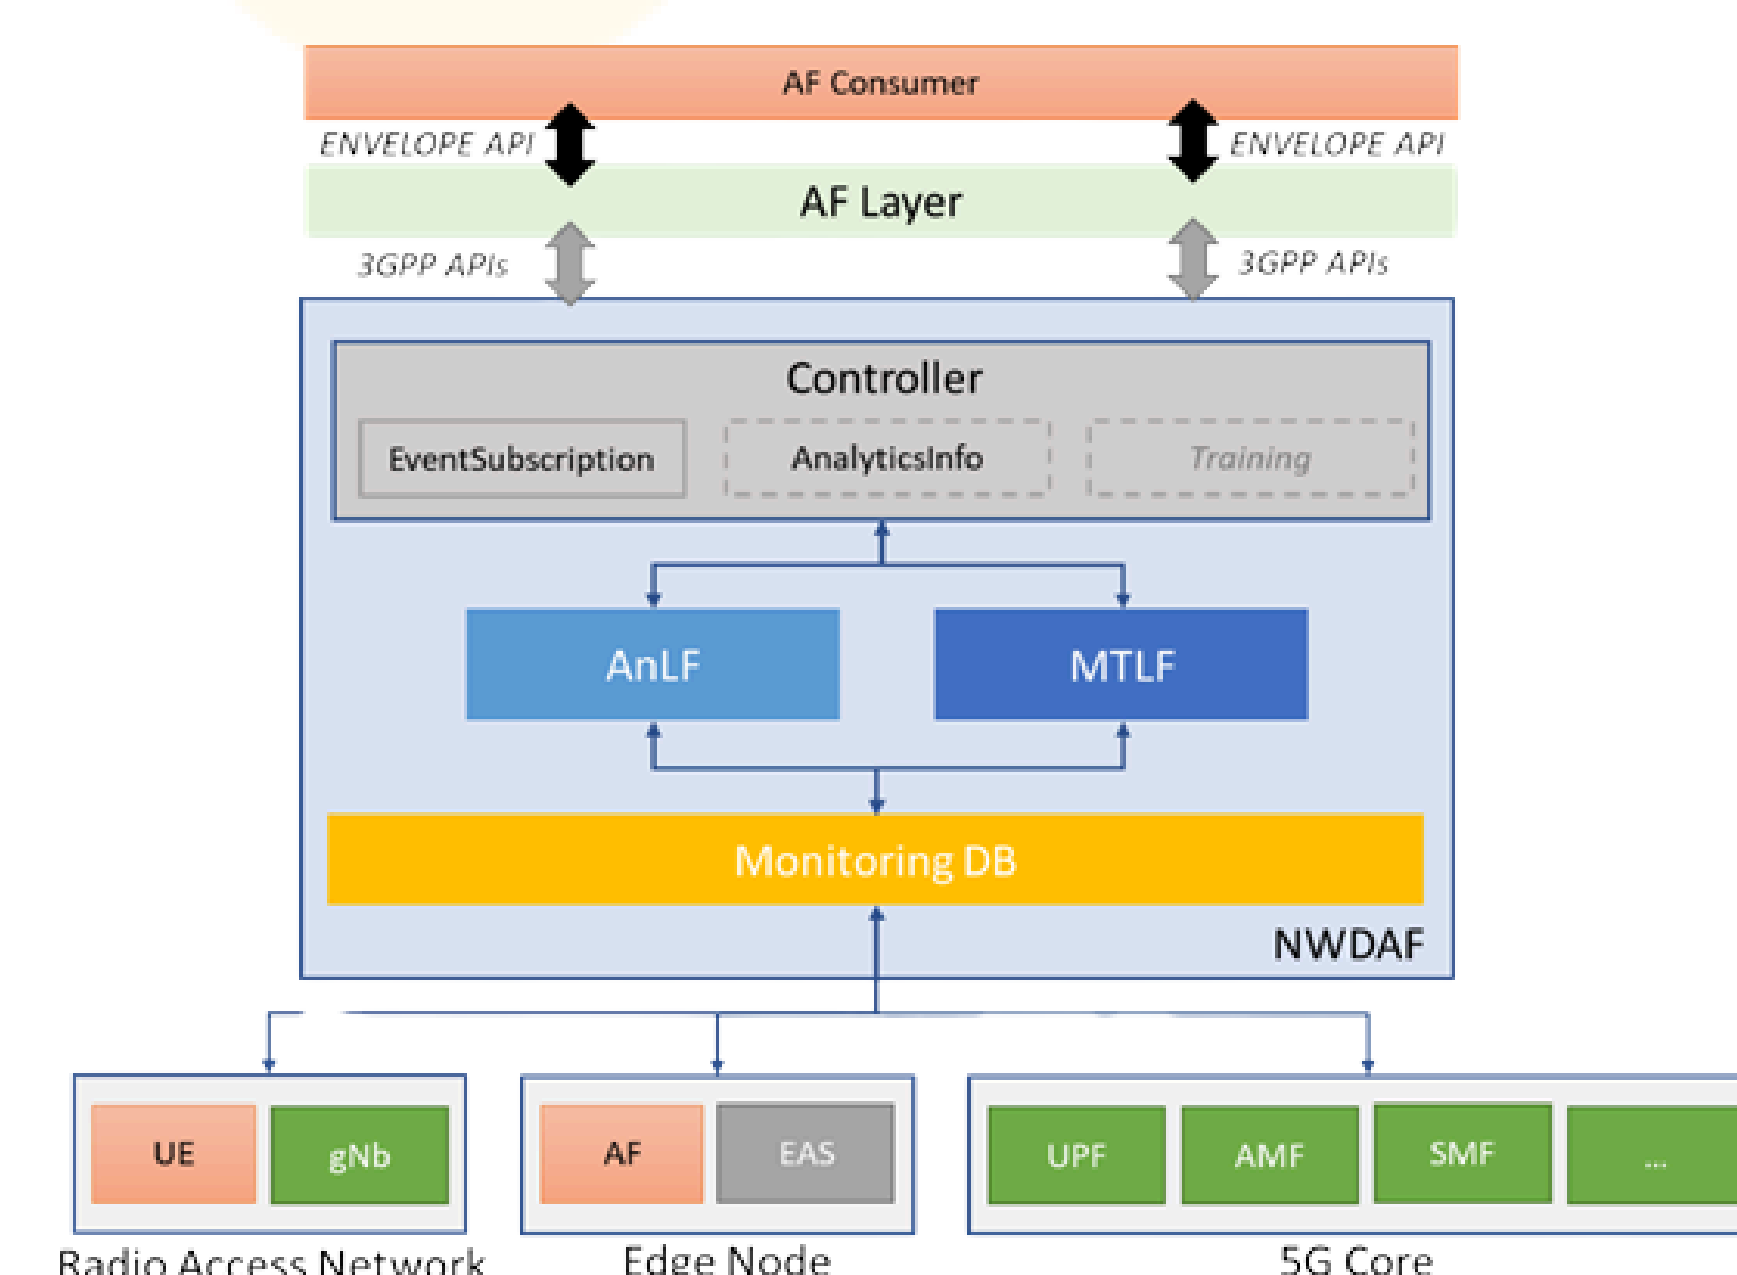 AF Consumer
ENVELOPE API
ENVELOPE API
AF Layer
3GPP APIs
3GPP APIs
Controller
EventSubscription
AnalyticsInfo
Training
AnLF
MTLF
Monitoring DB
NWDAF
UE
gNb
AF
EAS
UPF
AMF
SMF
...
Radio Access Network
Edge Node
5G Core